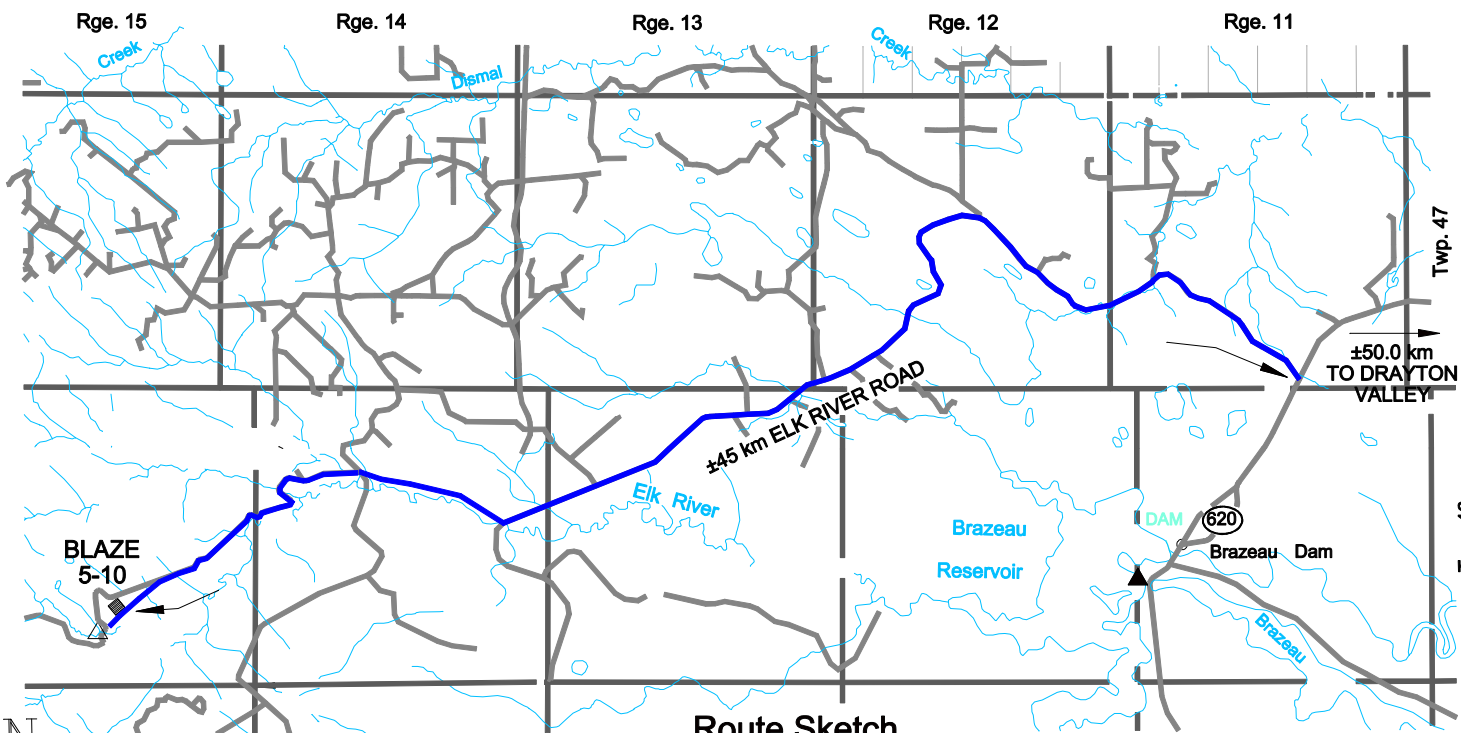 Rge. 15
Rge. 14
Rge. 13
Rge. 12
Rge. 11
Creek
Dismal
Creek
Twp. 47
±50.0 km
TO DRAYTON
VALLEY
±45 km ELK RIVER ROAD
Elk River
BLAZE
5-10
Brazeau
Reservoir
DAM
620
Brazeau Dam
Brazeau
N
Route Sketch